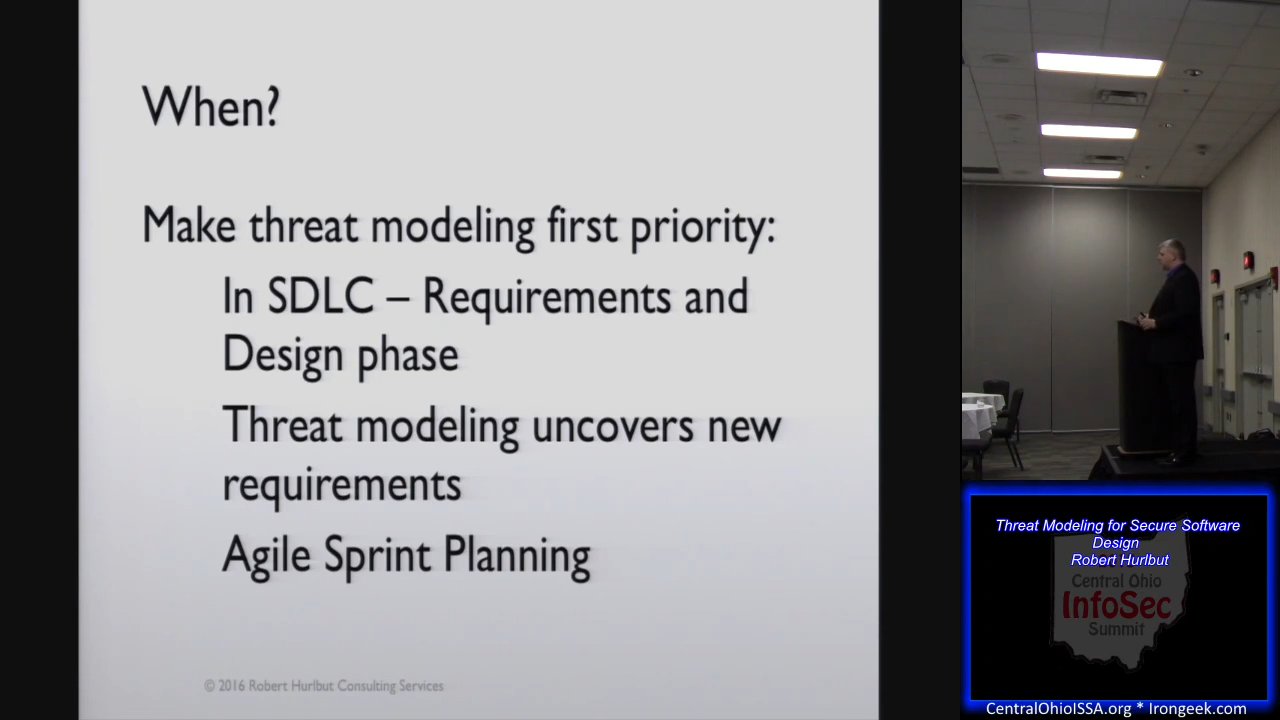 When?
Make threat modeling first priority:
In SDLC – Requirements and
Design phase
Threat modeling uncovers new
requirements
Agile Sprint Planning
© 2016 Robert Hurlbut Consulting Services
Threat Modeling for Secure Software
Design
Robert Hurlbut
Central Ohio
InfoSec
Summit
CentralOhioISSA.org * Irongeek.com